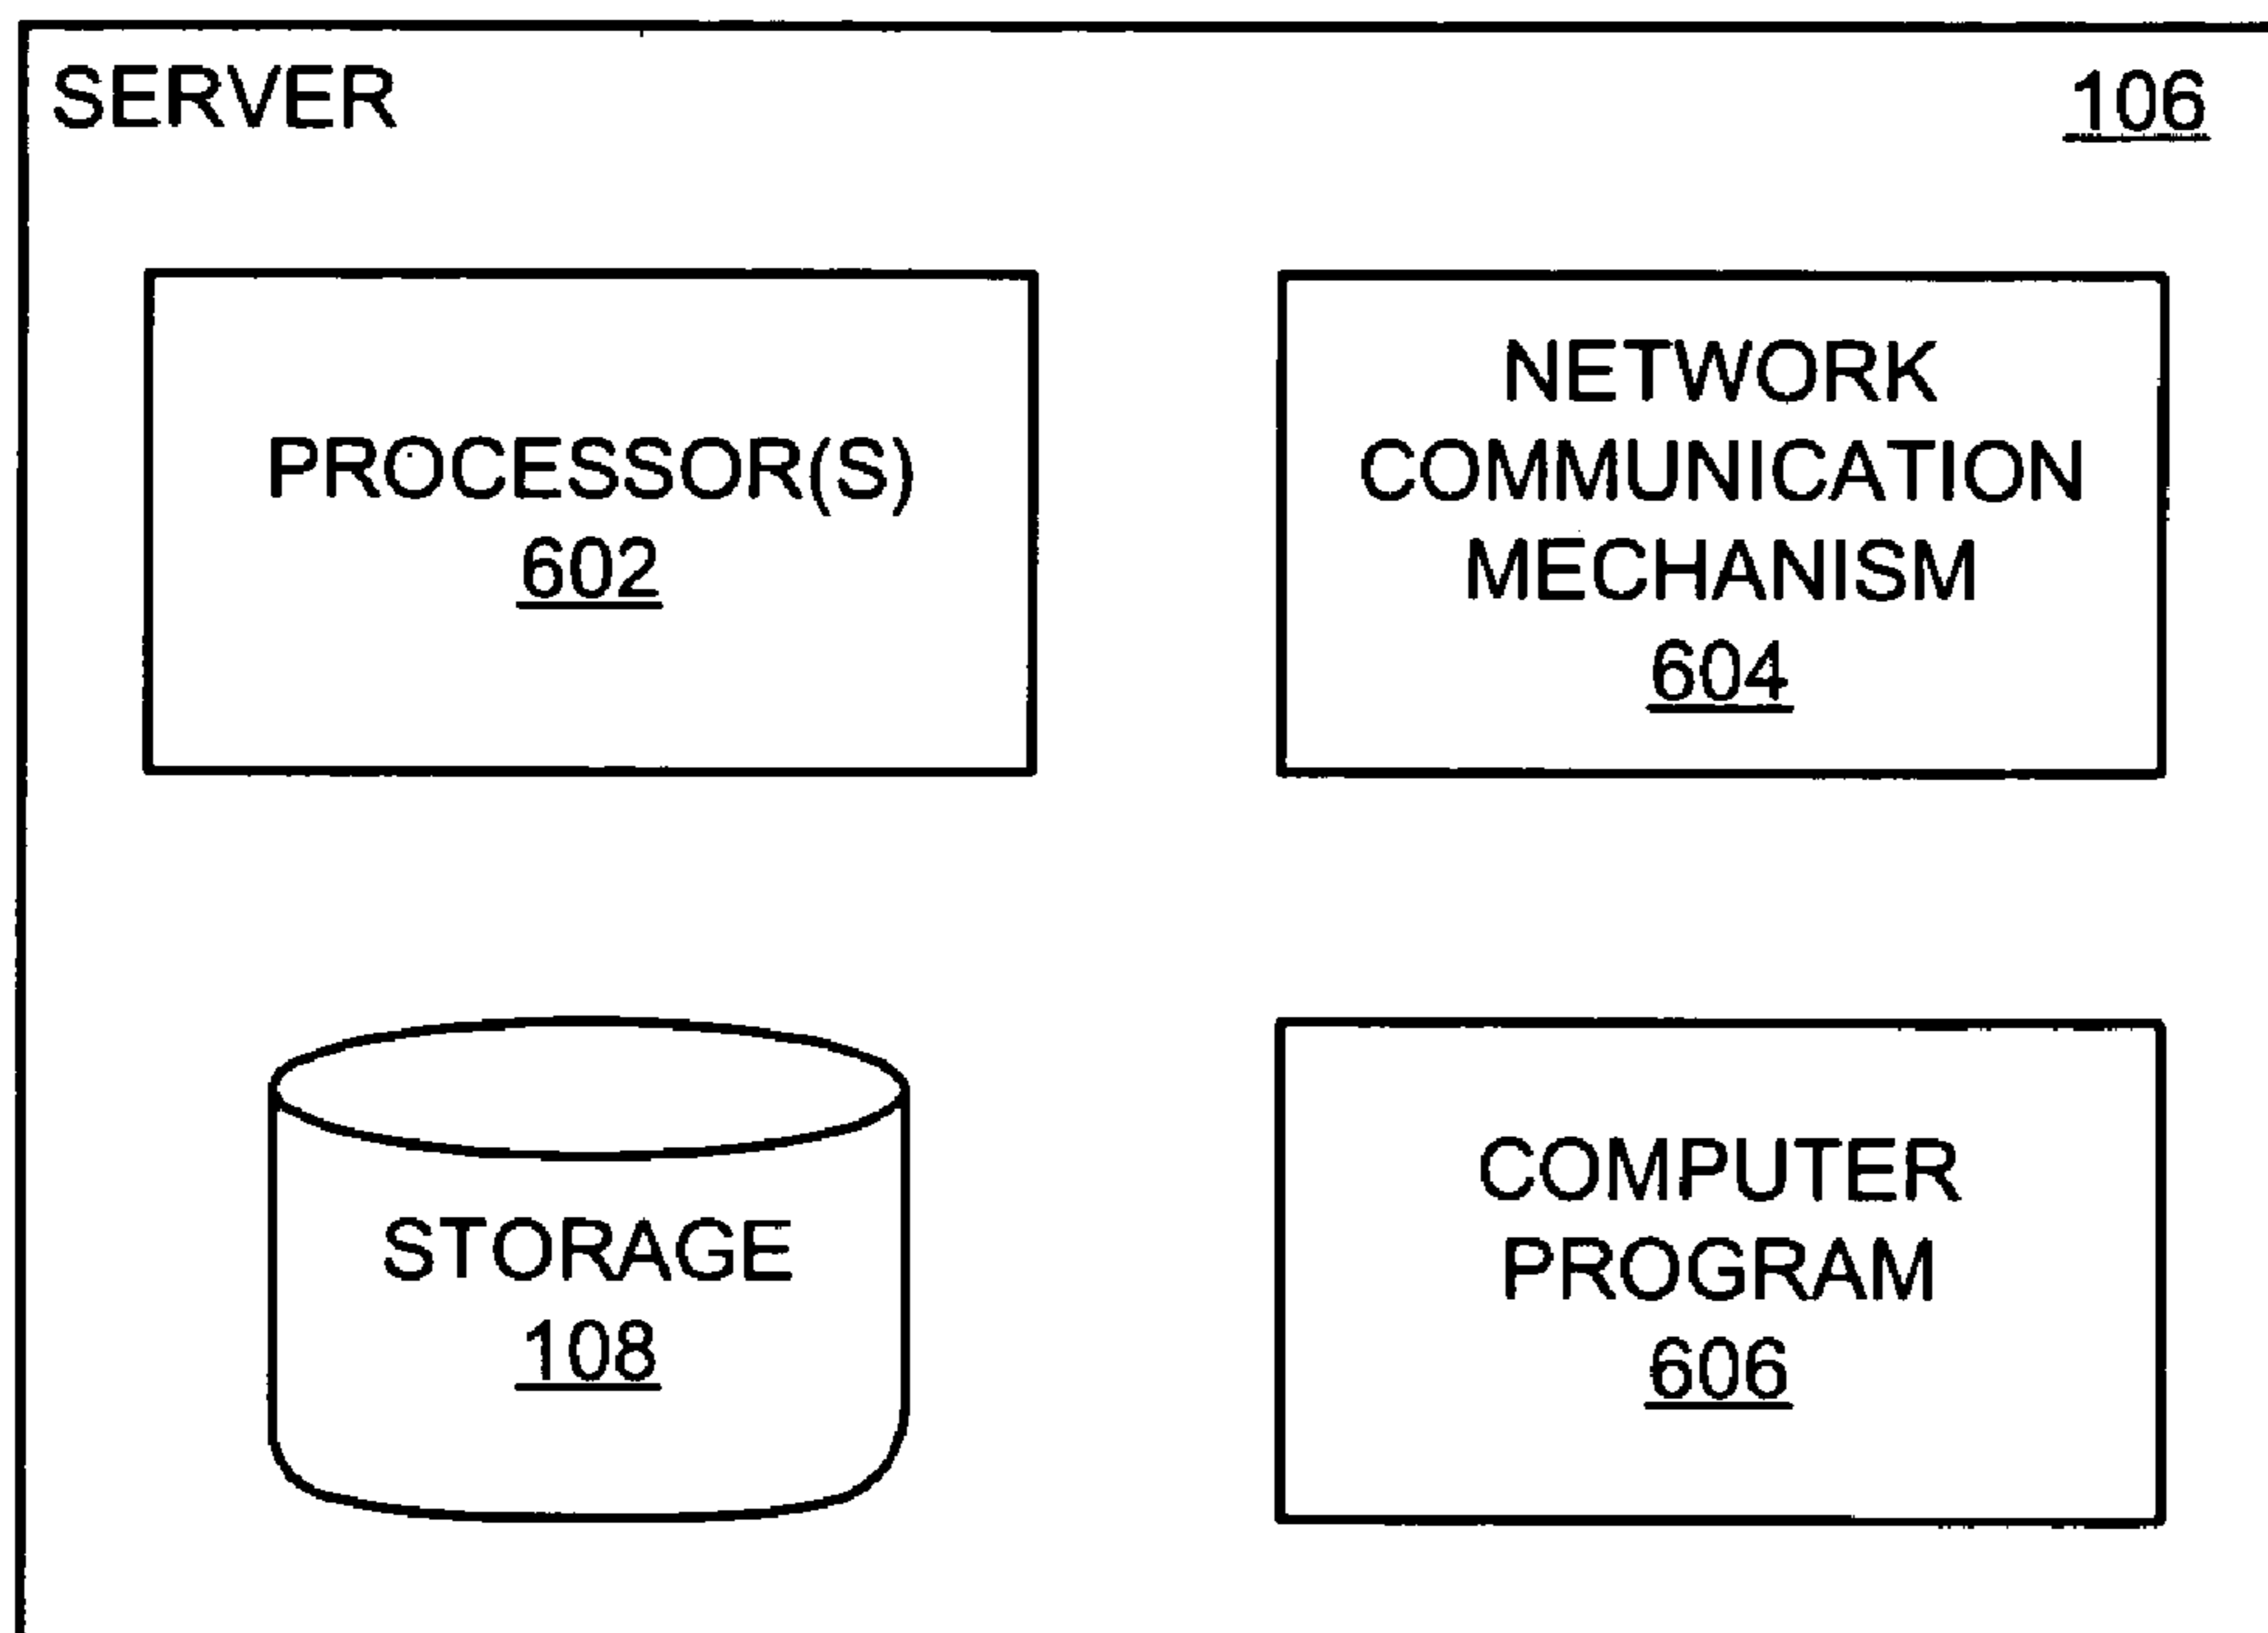 SERVER 106
PROCESSOR(S)
602
NETWORK
COMMUNICATION
MECHANISM
604
STORAGE
108
COMPUTER
PROGRAM
606